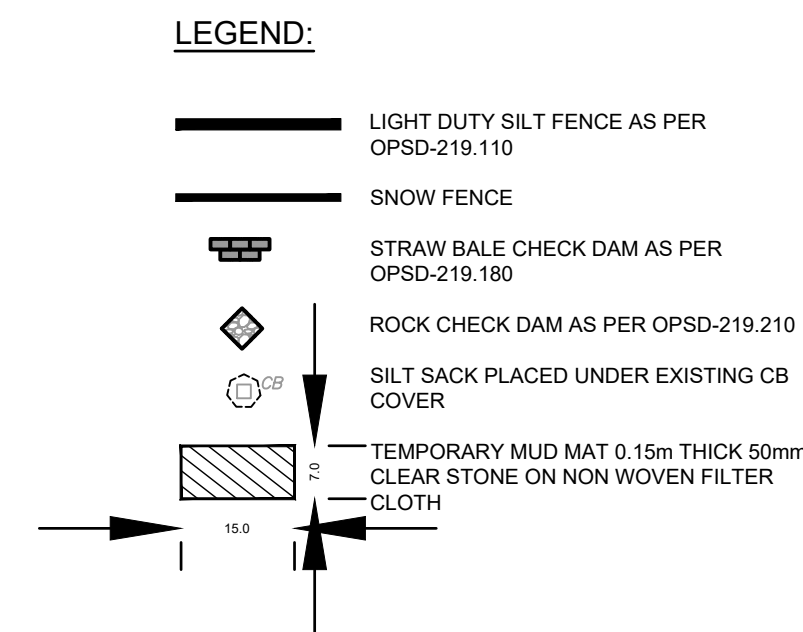 LEGEND:
LIGHT DUTY SILT FENCE AS PER
OPSD-219.110
SNOW FENCE
STRAW BALE CHECK DAM AS PER
OPSD-219.180
ROCK CHECK DAM AS PER OPSD-219.210
CB
SILT SACK PLACED UNDER EXISTING CB
COVER
7.0
TEMPORARY MUD MAT 0.15m THICK 50mm
CLEAR STONE ON NON WOVEN FILTER
CLOTH
15.0